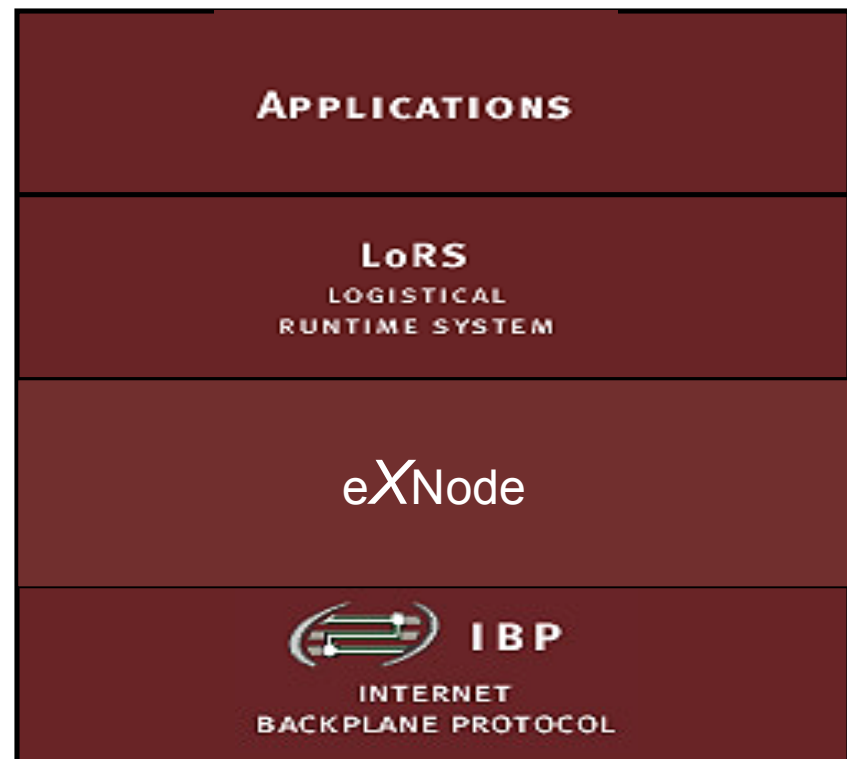 APPLICATIONS
LoRS
LOGISTICAL
RUNTIME SYSTEM
eXNode
IBP
INTERNET
BACKPLANE PROTOCOL